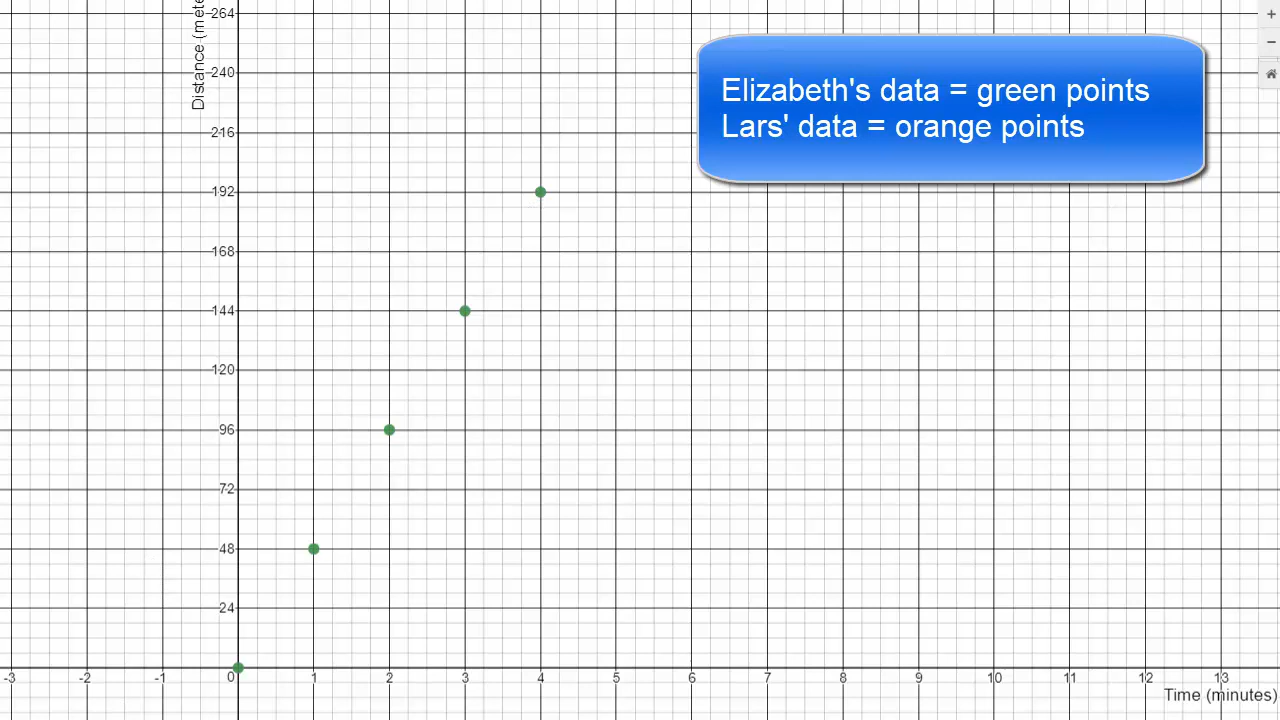 Elizabeth's data = green points
Lars' data = orange points
Distance (mete
264
240
216
192
168
144
120
96
72
48
24
-3 -2 -1 0 1 2 3 4 5 6 7 8 9 10 11 12 13
Time (minutes)
+
−